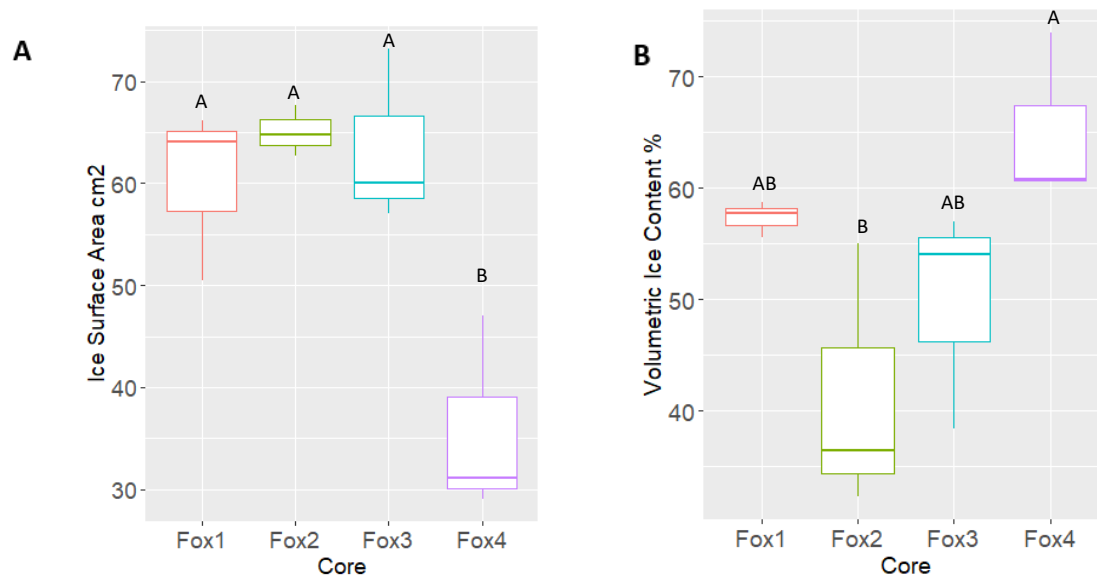 A
Ice Surface Area cm2
70
60
50
40
30
A
A
A
B
Fox1 Fox2 Fox3 Fox4
Core
B
Volumetric Ice Content %
70
60
50
40
AB
B
AB
A
Fox1 Fox2 Fox3 Fox4
Core